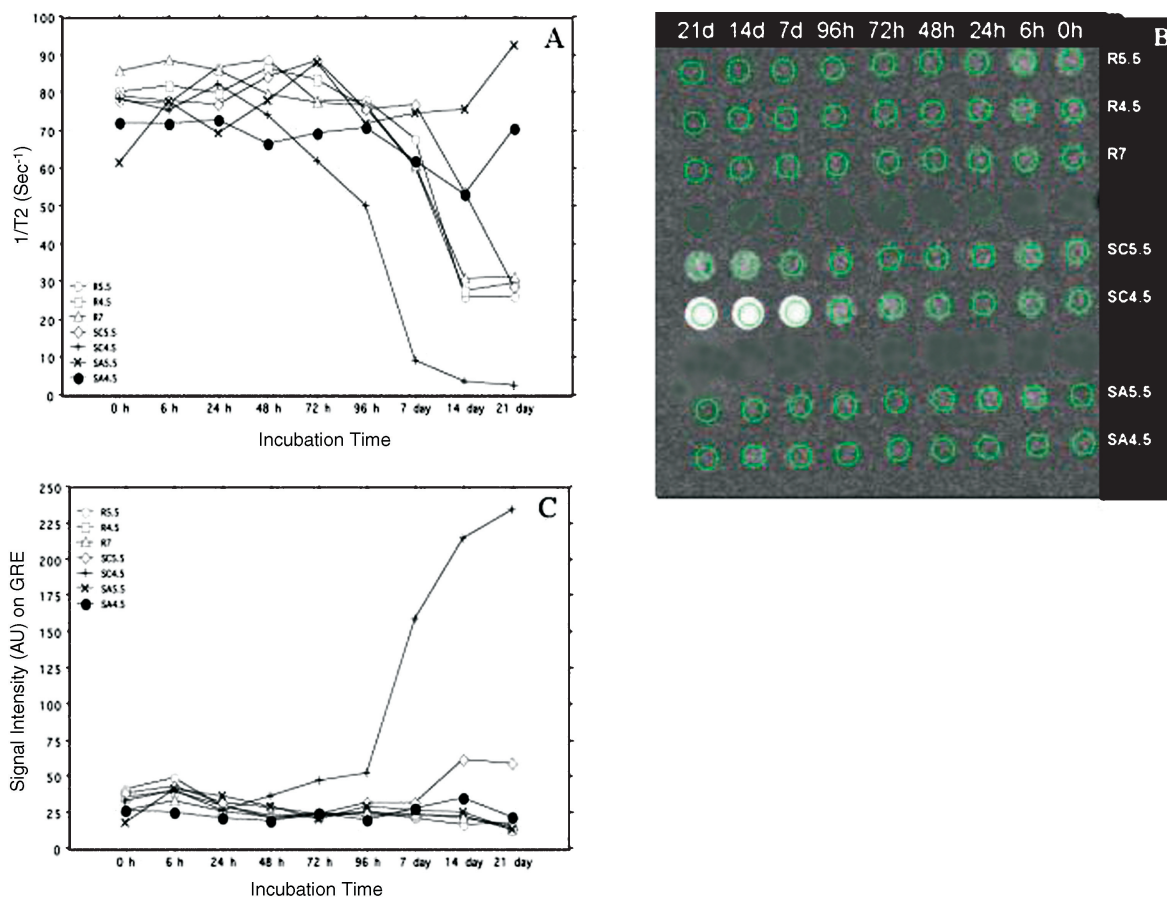 A
100
90
80
70
60
50
40
30
20
10
0
1/T2 (Sec-1)
R5.5
R4.5
R7
SC5.5
SC4.5
SA5.5
SA4.5
0 h 6 h 24 h 48 h 72 h 96 h 7 day 14 day 21 day
Incubation Time
B
21d 14d 7d 96h 72h 48h 24h 6h 0h
R5.5
R4.5
R7
SC5.5
SC4.5
SA5.5
SA4.5
C
250
225
200
175
150
125
100
75
50
25
0
Signal Intensity (AU) on GRE
R5.5
R4.5
R7
SC5.5
SC4.5
SA5.5
SA4.5
0 h 6 h 24 h 48 h 72 h 96 h 7 day 14 day 21 day
Incubation Time